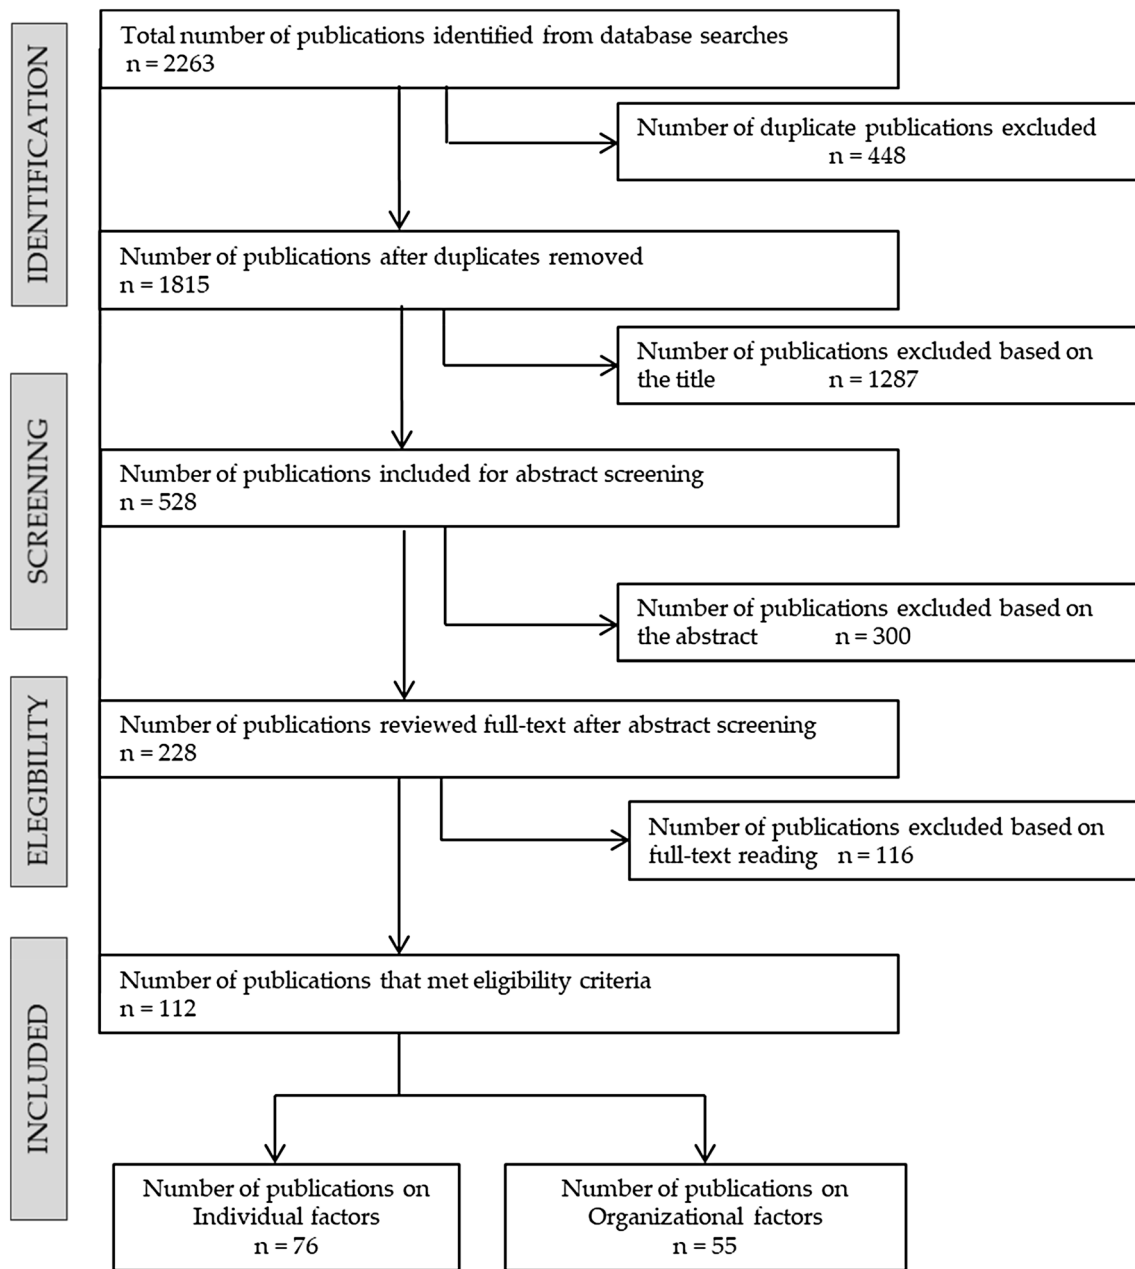 IDENTIFICATION
Total number of publications identified from database searches
n = 2263
Number of duplicate publications excluded
n = 448
Number of publications after duplicates removed
n = 1815
Number of publications excluded based on
the title n = 1287
SCREENING
Number of publications included for abstract screening
n = 528
Number of publications excluded based on
the abstract n = 300
ELEGIBILITY
Number of publications reviewed full-text after abstract screening
n = 228
Number of publications excluded based on
full-text reading n = 116
INCLUDED
Number of publications that met eligibility criteria
n = 112
Number of publications on
Individual factors
n = 76
Number of publications on
Organizational factors
n = 55